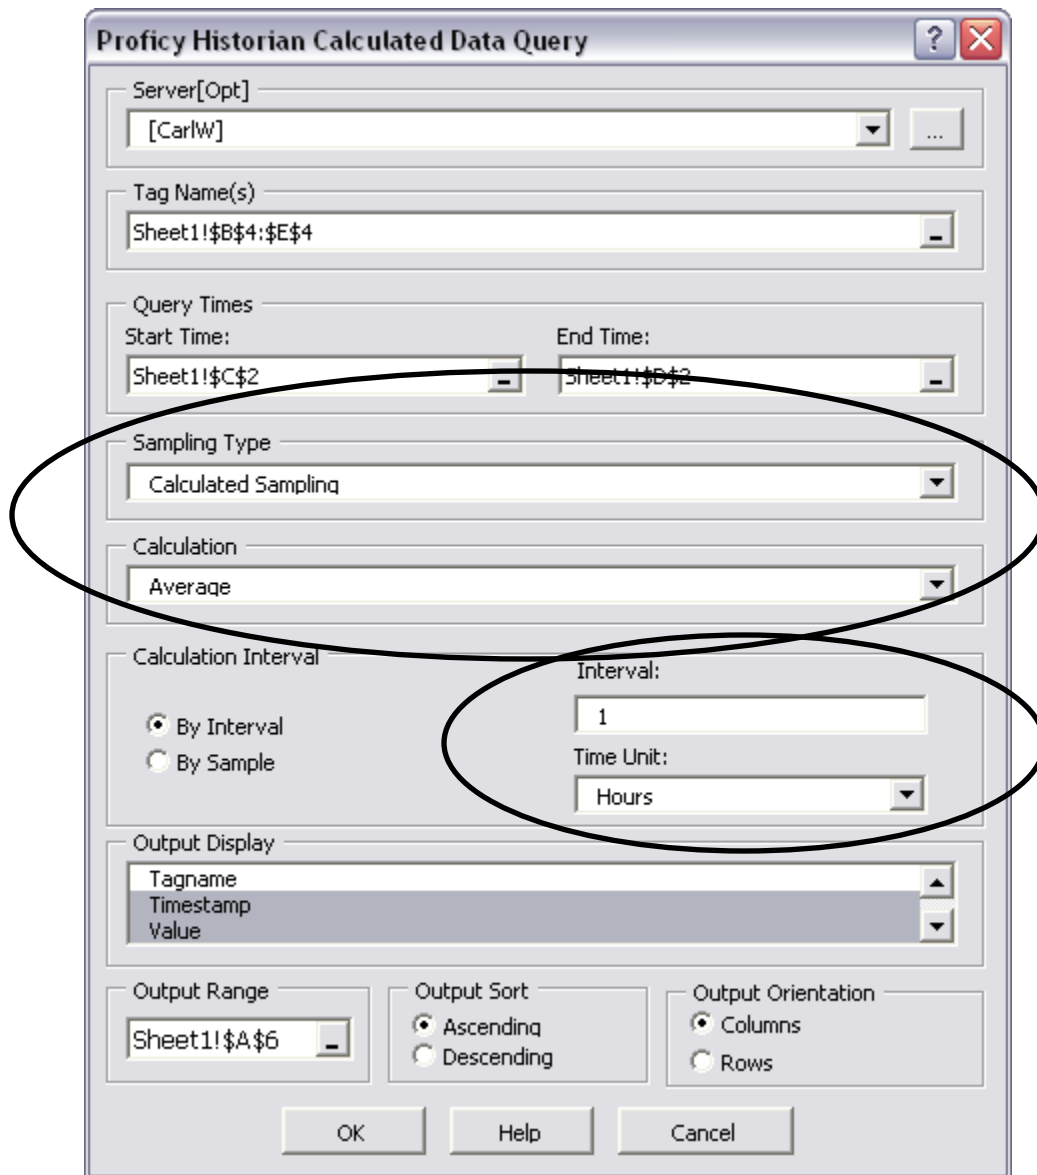 Proficy Historian Calculated Data Query
Server[Opt]
[CarlW]
...
Tag Name(s)
Sheet1!$B$4:$E$4
Query Times
Start Time:
End Time:
Sheet1!$C$2
Sheet1!$D$2
Sampling Type
Calculated Sampling
Calculation
Average
Calculation Interval
Interval:
By Interval
1
By Sample
Time Unit:
Hours
Output Display
Tagname
Timestamp
Value
Output Range
Sheet1!$A$6
Output Sort
Ascending
Descending
Output Orientation
Columns
Rows
OK
Help
Cancel